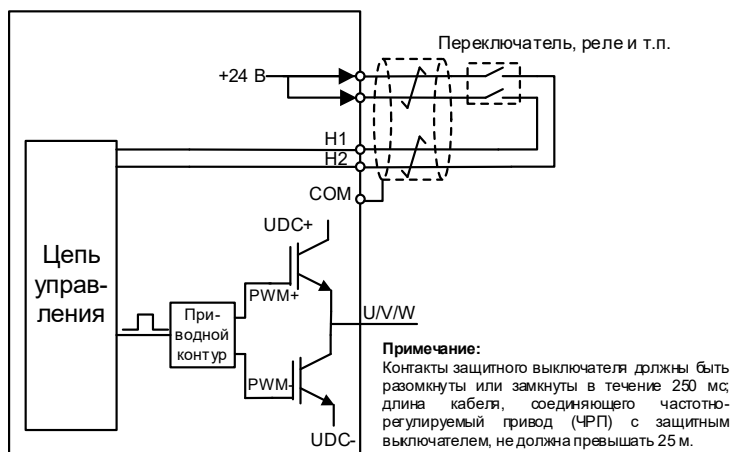 Переключатель, реле и т.п.
+24 В
H1
H2
COM
UDC+
Цепь
управ-
ления
PWM+
При-
водной
контур
U/V/W
PWM-
UDC-
Примечание:
Контакты защитного выключателя должны быть
разомкнуты или замкнуты в течение 250 мс;
длина кабеля, соединяющего частотно-
регулируемый привод (ЧРП) с защитным
выключателем, не должна превышать 25 м.